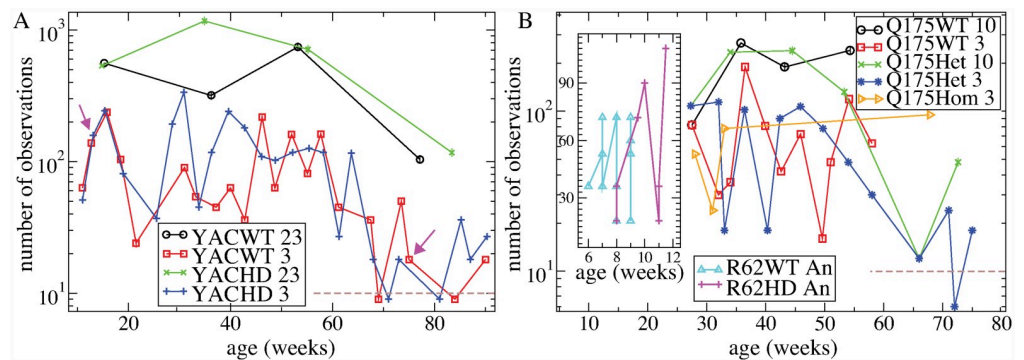 A
number of observations
10³
10²
10¹
20 40 60 80
age (weeks)
YACWT 23
YACWT 3
YACHD 23
YACHD 3
B
number of observations
10²
10¹
10 20 30 40 50 60 70 80
age (weeks)
Q175WT 10
Q175WT 3
Q175Het 10
Q175Het 3
Q175Hom 3
90
60
30
6 8 10 12
age (weeks)
R62WT An
R62HD An